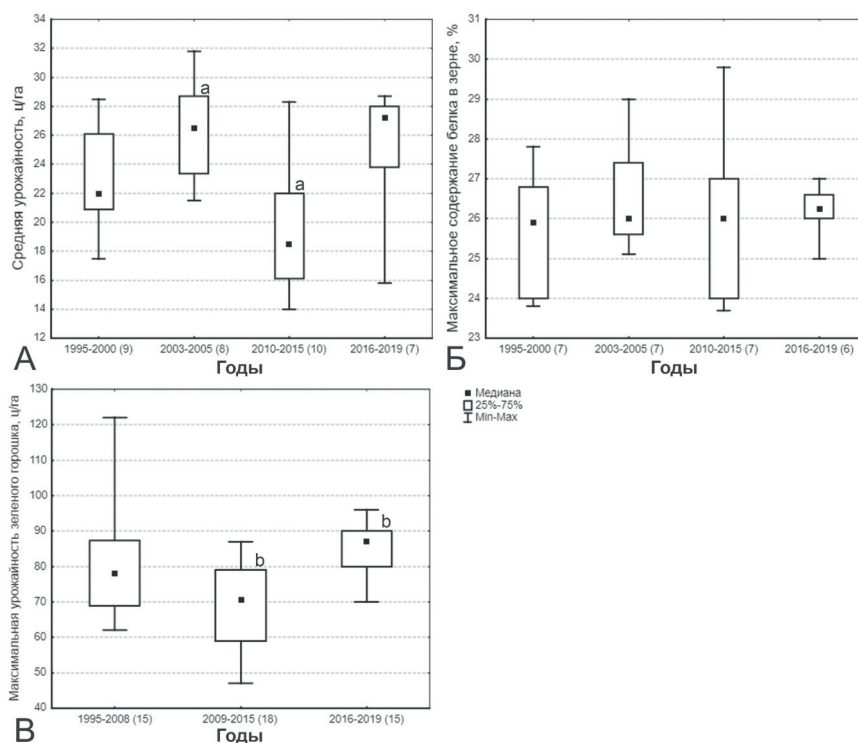 Средняя урожайность, ц/га
34
32
30
28
26
24
22
20
18
16
14
12
a
a
1995-2000 (9) 2003-2005 (8) 2010-2015 (10) 2016-2019 (7)
Годы
А
Максимальное содержание белка в зерне, %
31
30
29
28
27
26
25
24
23
1995-2000 (7) 2003-2005 (7) 2010-2015 (7) 2016-2019 (6)
Годы
Б
Медиана
25%-75%
Min-Max
Максимальная урожайность зеленого горошка, ц/га
130
120
110
100
90
80
70
60
50
40
b
b
1995-2008 (15) 2009-2015 (18) 2016-2019 (15)
Годы
В